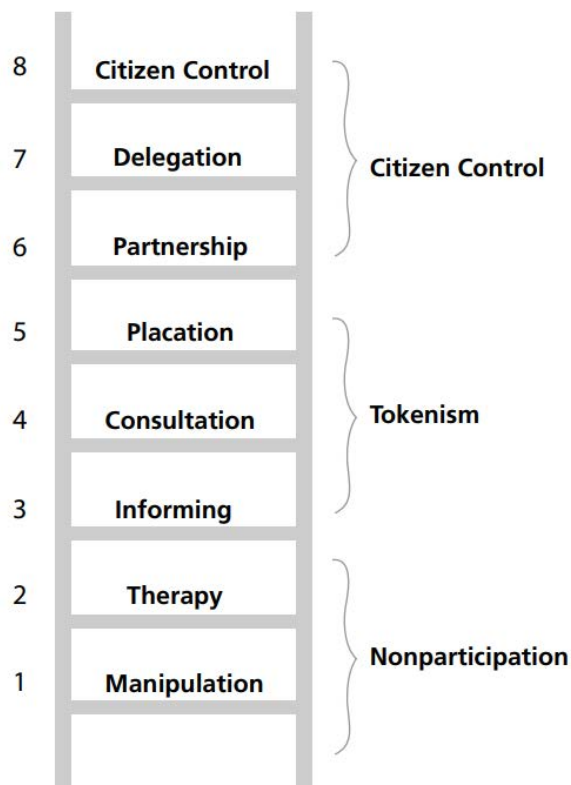 8 Citizen Control
7 Delegation
Citizen Control
6 Partnership
5 Placation
4 Consultation
Tokenism
3 Informing
2 Therapy
Nonparticipation
1 Manipulation